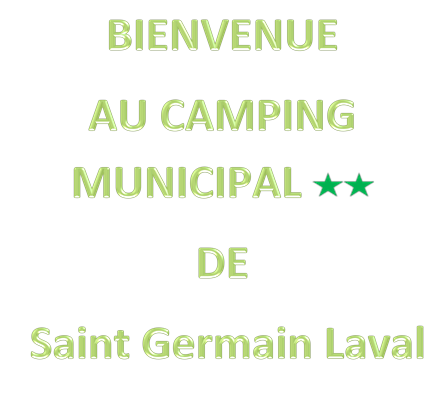 BIENVENUE
AU CAMPING
MUNICIPAL ★★
DE
Saint Germain Laval